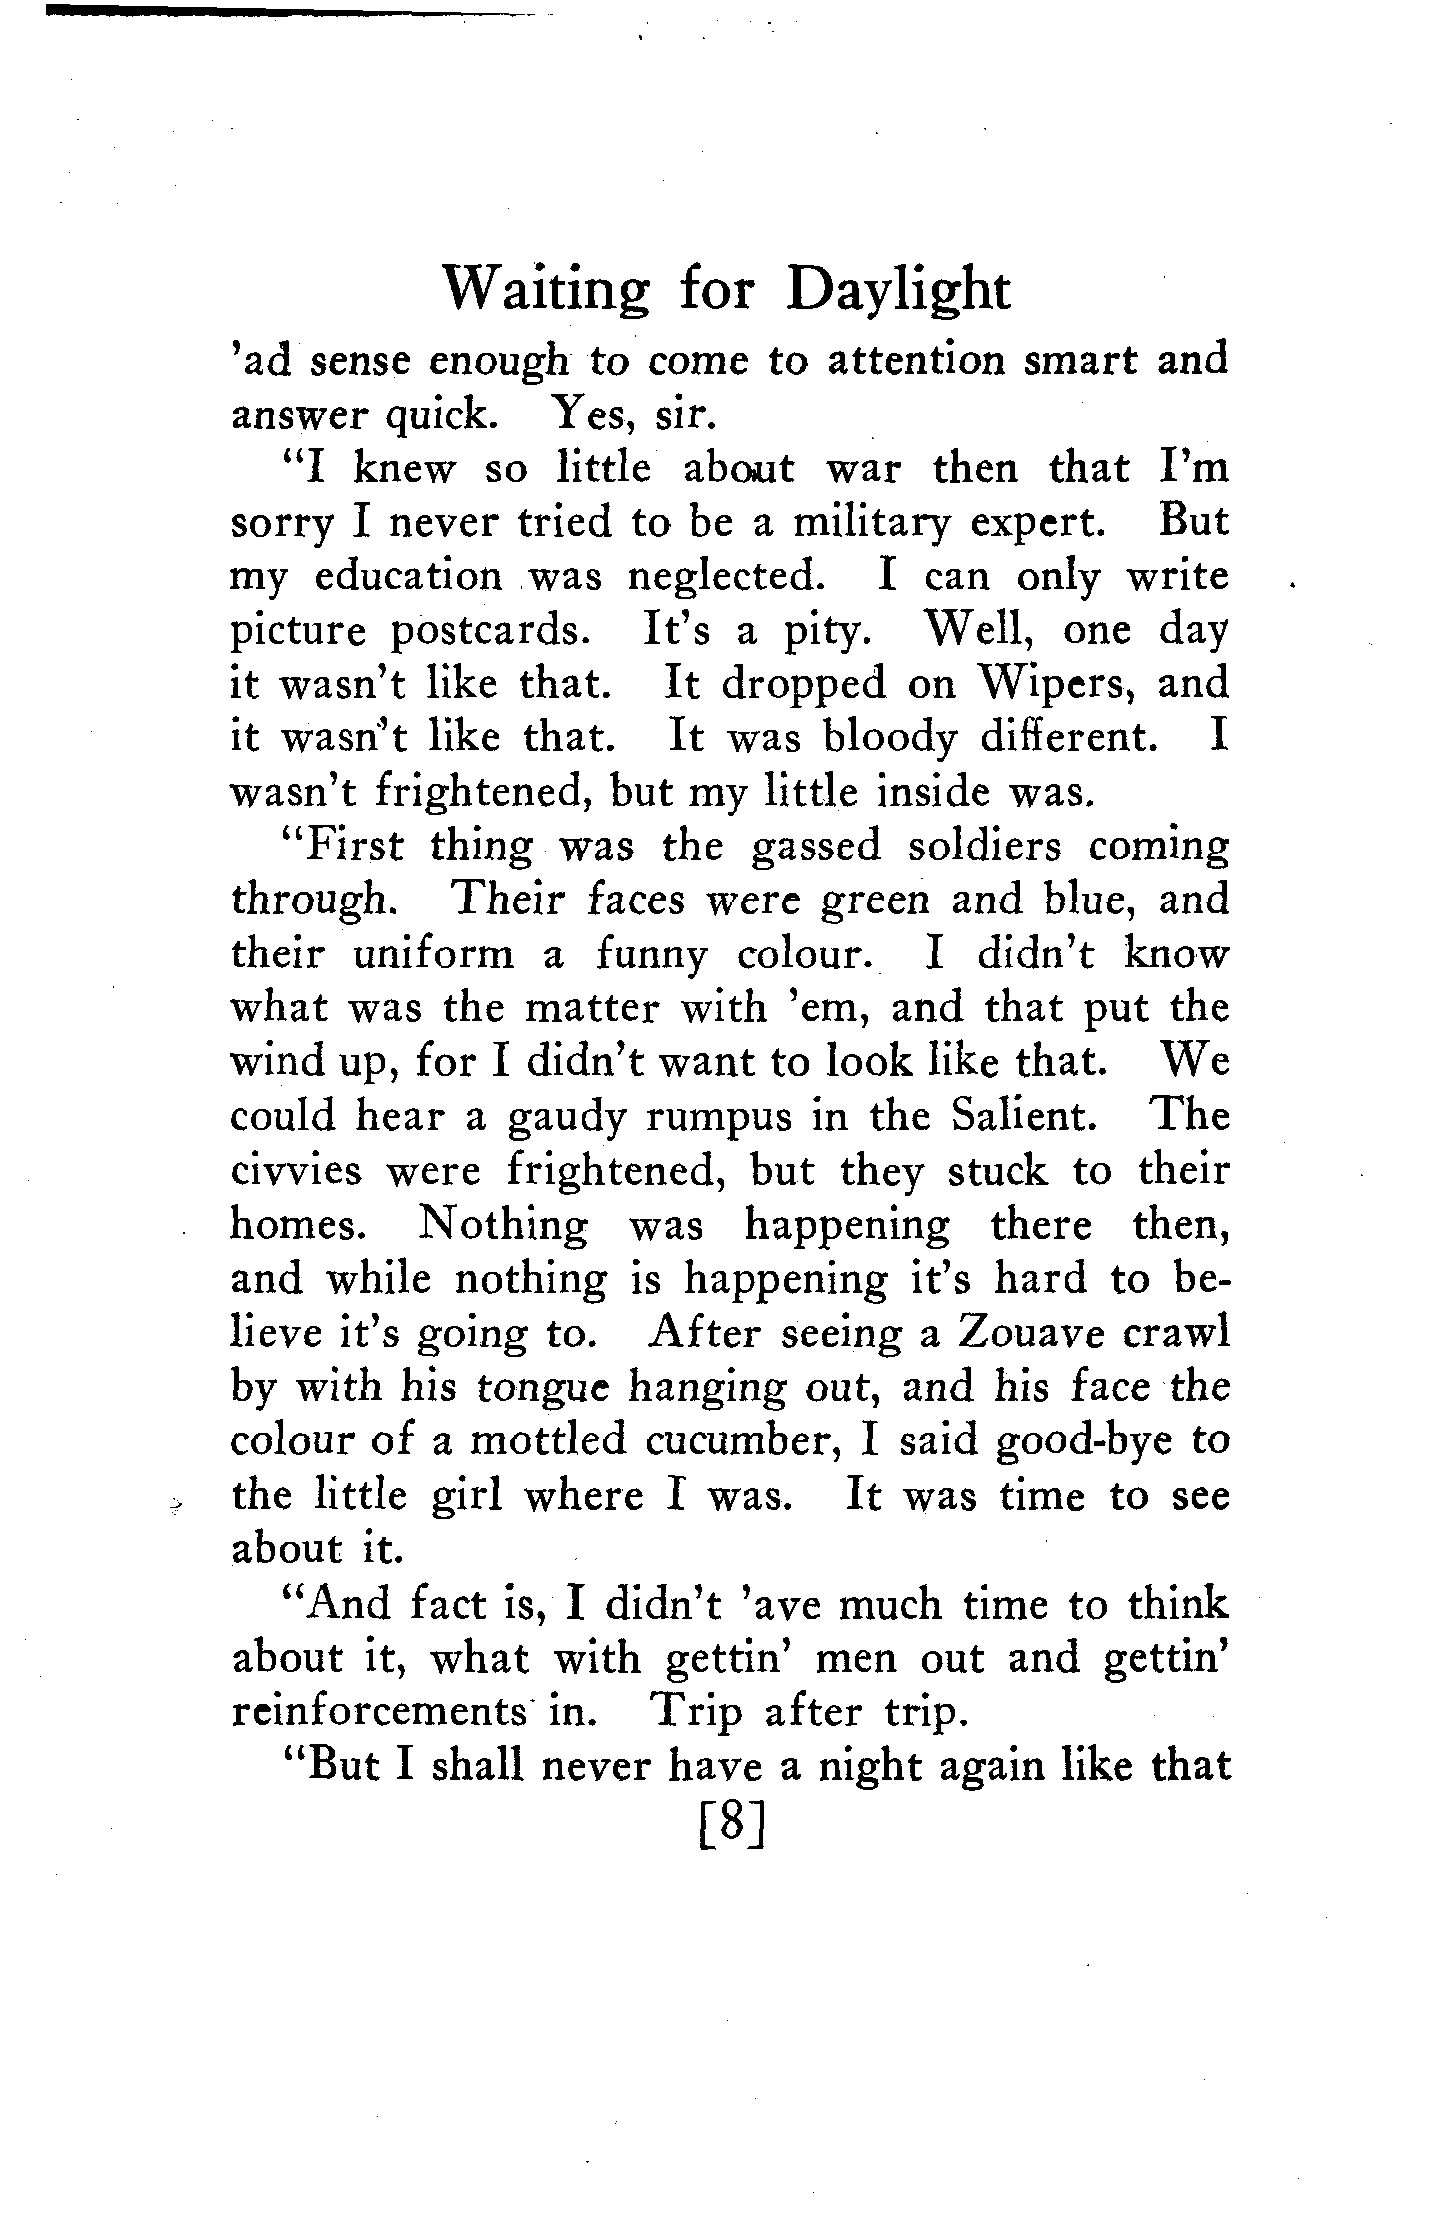 Waiting for Daylight
’ad sense enough to come to attention smart and
answer quick. Yes, sir.
“I knew so little about war then that I’m
sorry I never tried to be a military expert. But
my education was neglected. I can only write
picture postcards. It’s a pity. Well, one day
it wasn’t like that. It dropped on Wipers, and
it wasn’t like that. It was bloody different. I
wasn’t frightened, but my little inside was.
“First thing was the gassed soldiers coming
through. Their faces were green and blue, and
their uniform a funny colour. I didn’t know
what was the matter with ’em, and that put the
wind up, for I didn’t want to look like that. We
could hear a gaudy rumpus in the Salient. The
civvies were frightened, but they stuck to their
homes. Nothing was happening there then,
and while nothing is happening it’s hard to be-
lieve it’s going to. After seeing a Zouave crawl
by with his tongue hanging out, and his face the
colour of a mottled cucumber, I said good-bye to
the little girl where I was. It was time to see
about it.
“And fact is, I didn’t ’ave much time to think
about it, what with gettin’ men out and gettin’
reinforcements in. Trip after trip.
“But I shall never have a night again like that
[8]